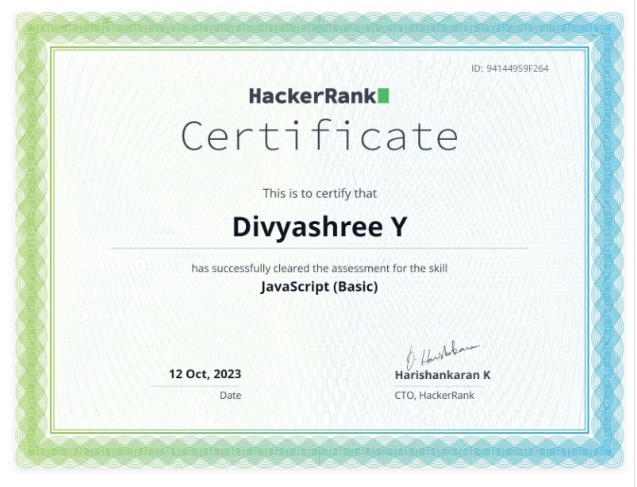 ID: 94144959F264
HackerRank
Certificate
This is to certify that
Divyashree Y
has successfully cleared the assessment for the skill
JavaScript (Basic)
12 Oct, 2023
Date
Harishankaran K
CTO, HackerRank